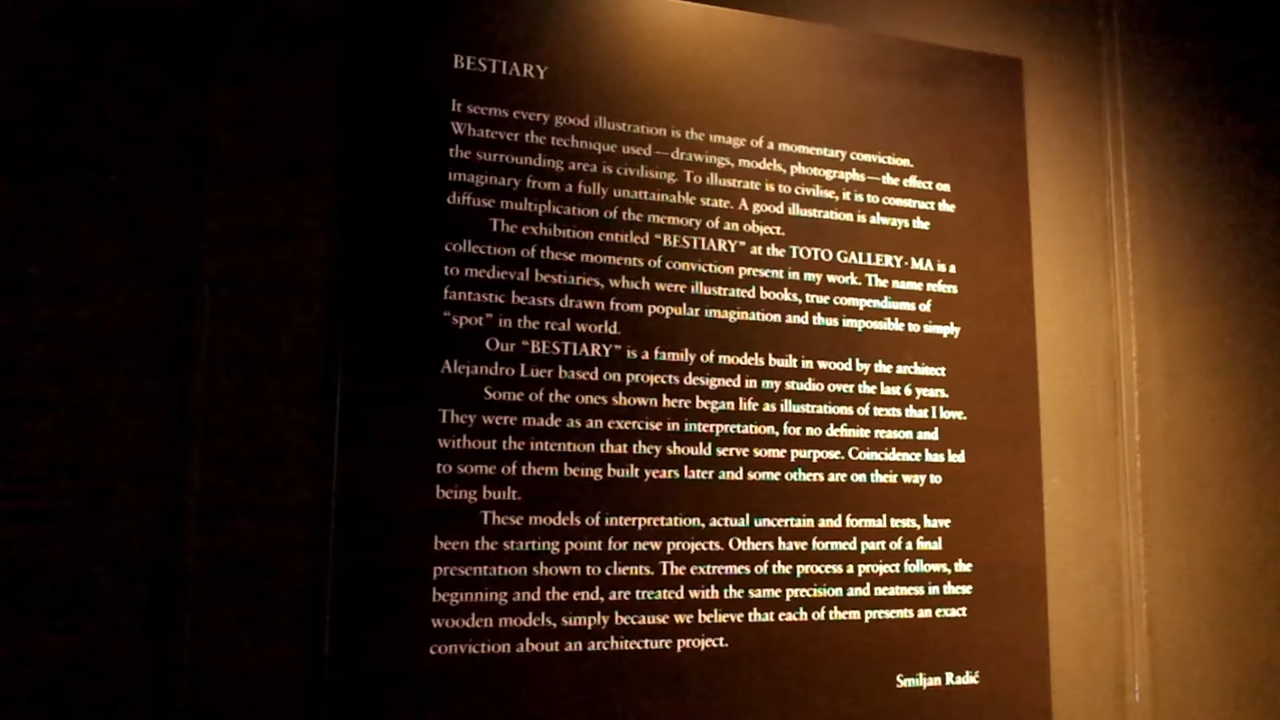 BESTIARY
It seems every good illustration is the image of a momentary conviction.
Whatever the technique used—drawings, models, photographs—the effect on
the surrounding area is civilising. To illustrate is to civilise, it is to construct the
imaginary from a fully unattainable state. A good illustration is always the
diffuse multiplication of the memory of an object.
The exhibition entitled “BESTIARY” at the TOTO GALLERY·MA is a
collection of these moments of conviction present in my work. The name refers
to medieval bestiaries, which were illustrated books, true compendiums of
fantastic beasts drawn from popular imagination and thus impossible to simply
“spot” in the real world.
Our “BESTIARY” is a family of models built in wood by the architect
Alejandro Lüer based on projects designed in my studio over the last 6 years.
Some of the ones shown here began life as illustrations of texts that I love.
They were made as an exercise in interpretation, for no definite reason and
without the intention that they should serve some purpose. Coincidence has led
to some of them being built years later and some others are on their way to
being built.
These models of interpretation, actual uncertain and formal tests, have
been the starting point for new projects. Others have formed part of a final
presentation shown to clients. The extremes of the process a project follows, the
beginning and the end, are treated with the same precision and neatness in these
wooden models, simply because we believe that each of them presents an exact
conviction about an architecture project.
Smiljan Radić